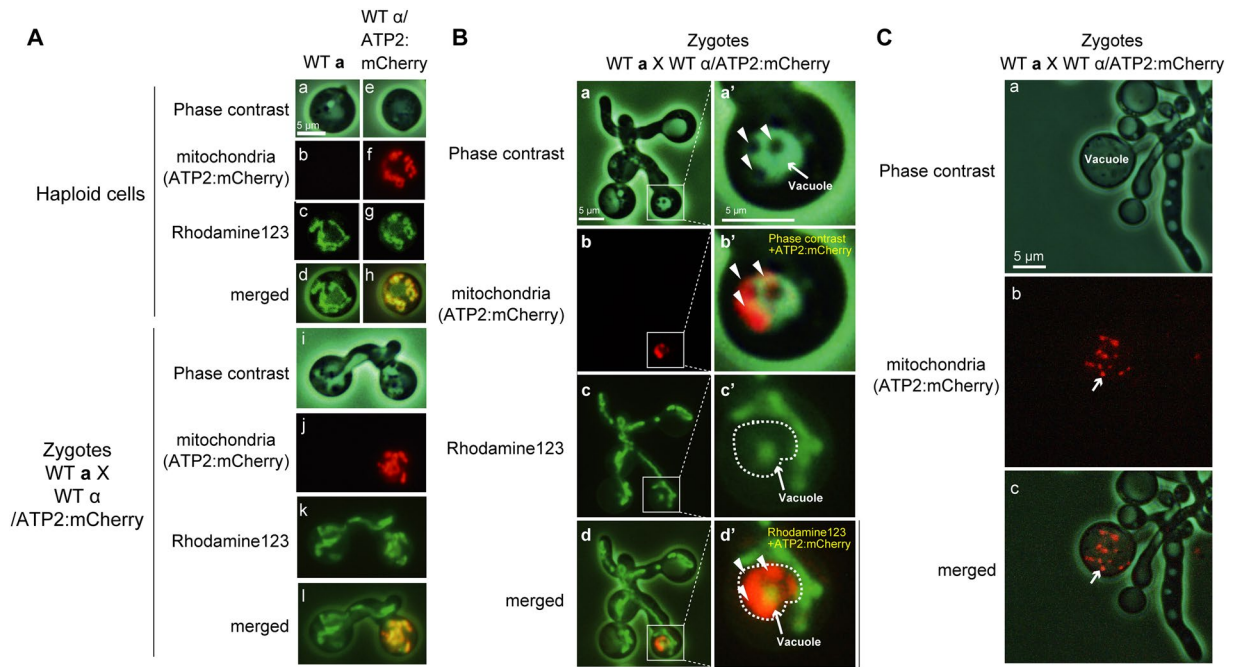 A
WT a
WT α/
ATP2:
mCherry
Haploid cells
Phase contrast
mitochondria
(ATP2:mCherry)
Rhodamine123
merged
a
5 µm
e
b
f
c
g
d
h
Zygotes
WT a X
WT α
/ATP2:mCherry
Phase contrast
mitochondria
(ATP2:mCherry)
Rhodamine123
merged
i
j
k
l
B
Zygotes
WT a X WT α/ATP2:mCherry
Phase contrast
a
5 µm
a'
Vacuole
5 µm
mitochondria
(ATP2:mCherry)
b
b'
Phase contrast
+ATP2:mCherry
Rhodamine123
c
c'
Vacuole
merged
d
d'
Rhodamine123
+ATP2:mCherry
Vacuole
C
Zygotes
WT a X WT α/ATP2:mCherry
Phase contrast
a
Vacuole
5 µm
mitochondria
(ATP2:mCherry)
b
merged
c